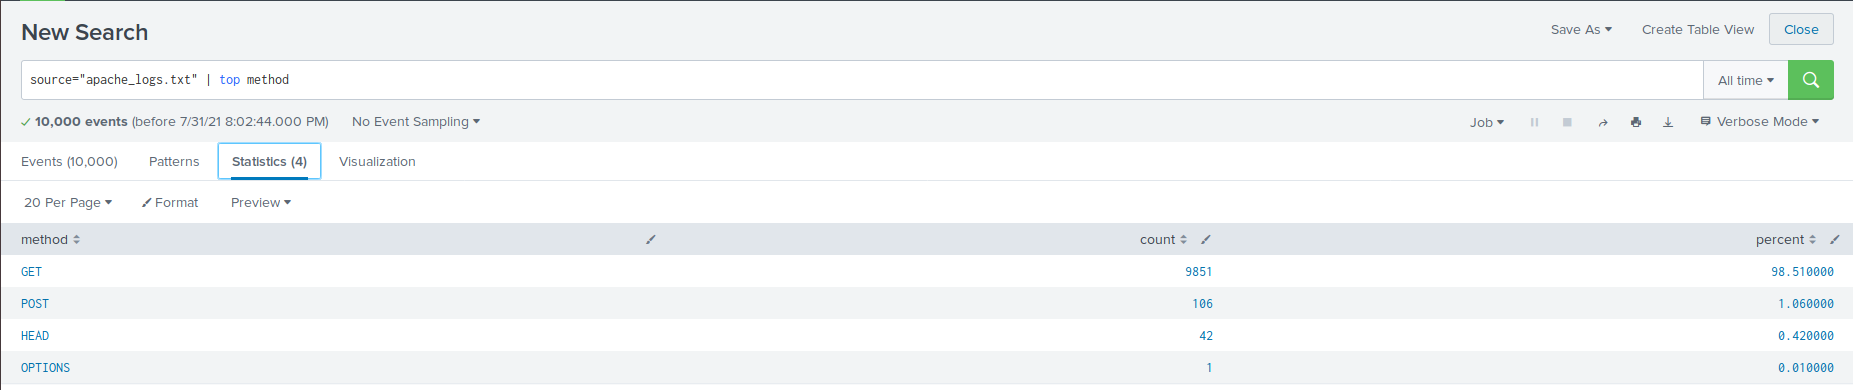 New Search
Save As
Create Table View
Close
source="apache_logs.txt" | top method
All time
10,000 events (before 7/31/21 8:02:44.000 PM)
No Event Sampling
Job
Verbose Mode
Events (10,000)
Patterns
Statistics (4)
Visualization
20 Per Page
Format
Preview
method count percent
GET 9851 98.510000
POST 106 1.060000
HEAD 42 0.420000
OPTIONS 1 0.010000